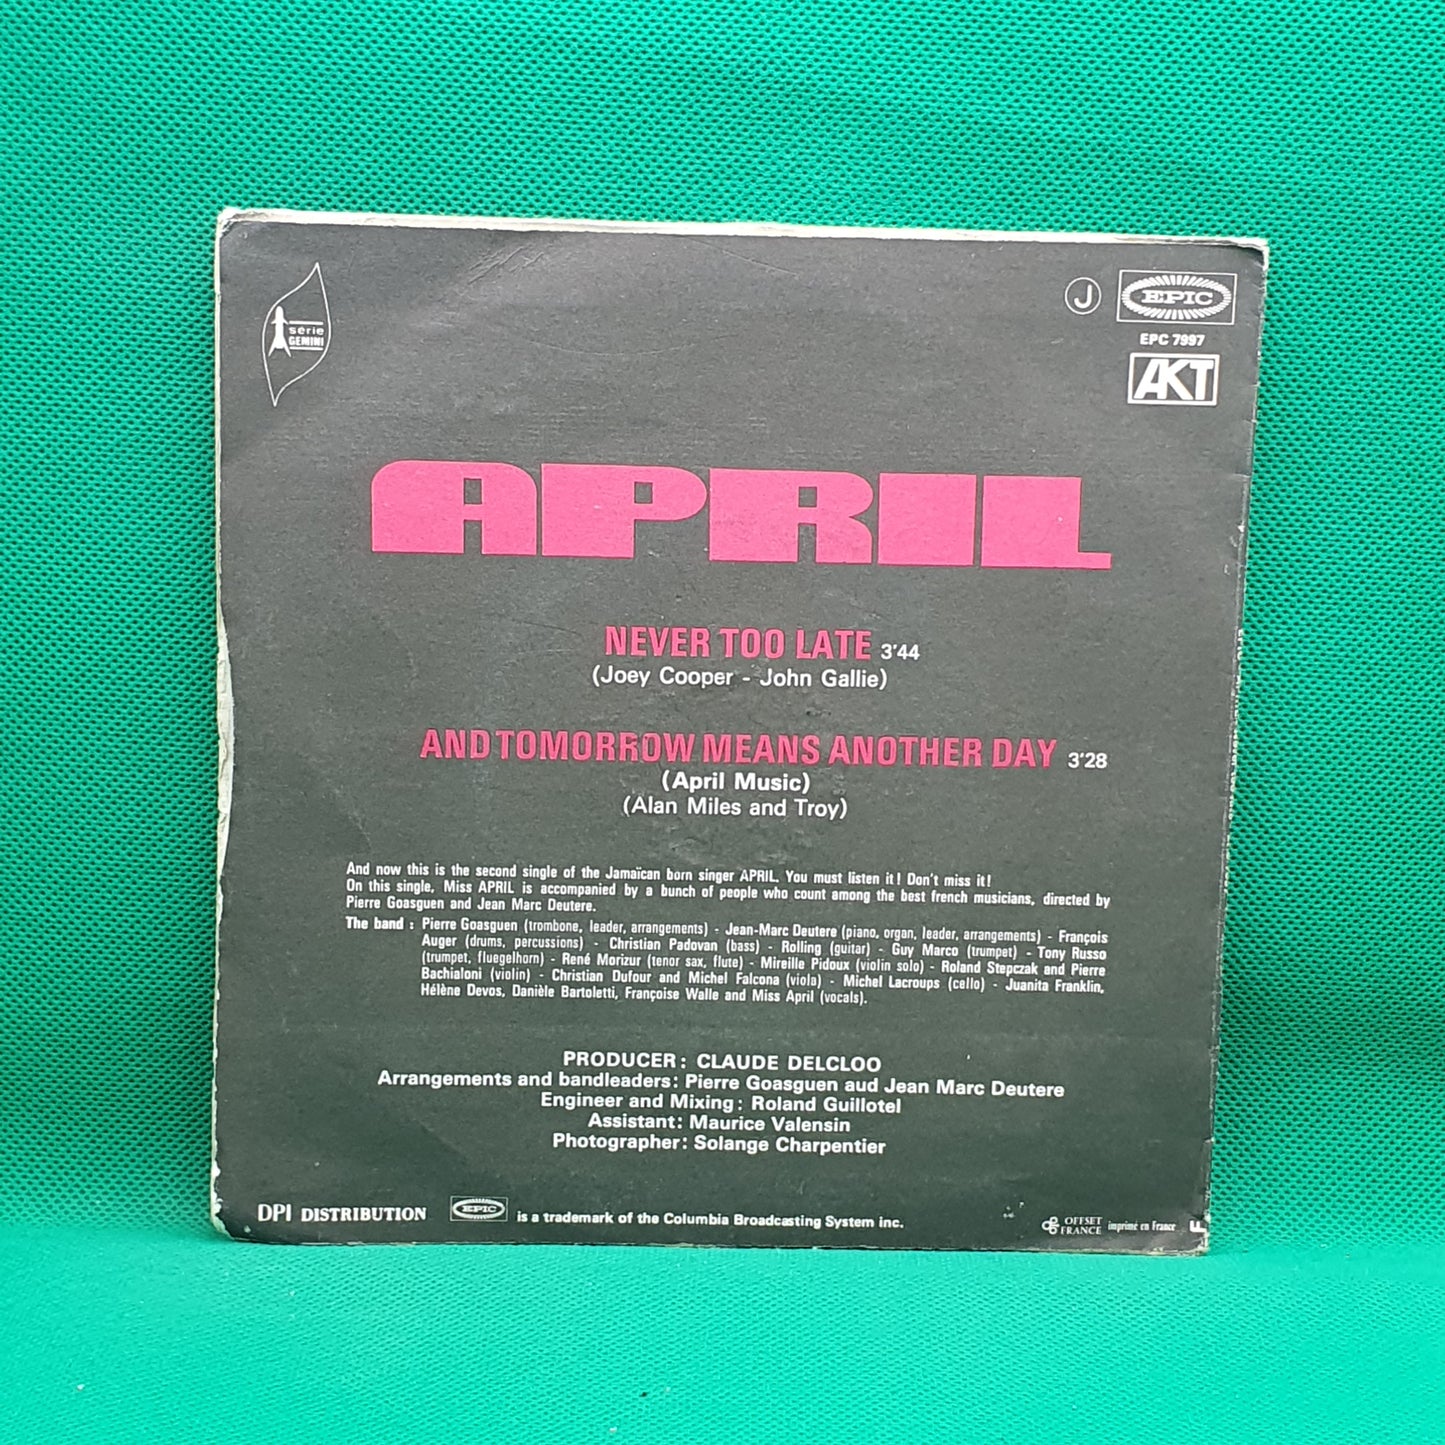 série
GEMINI
J
EPIC
EPC 7997
AKT
APRIL
NEVER TOO LATE 3'44
(Joey Cooper - John Gallie)
AND TOMORROW MEANS ANOTHER DAY 3'28
(April Music)
(Alan Miles and Troy)
And now this is the second single of the Jamaïcan born singer APRIL. You must listen it! Don't miss it!
On this single, Miss APRIL is accompanied by a bunch of people who count among the best french musicians, directed by
Pierre Goasguen and Jean Marc Deutere.
The band : Pierre Goasguen (trombone, leader, arrangements) - Jean-Marc Deutere (piano, organ, leader, arrangements) - François
Auger (drums, percussions) - Christian Padovan (bass) - Rolling (guitar) - Guy Marco (trumpet) - Tony Russo
(trumpet, fluegelhorn) - René Morizur (tenor sax, flute) - Mireille Pidoux (violin solo) - Roland Stepczak and Pierre
Bachialoni (violin) - Christian Dufour and Michel Falcona (viola) - Michel Lacroups (cello) - Juanita Franklin,
Hélène Devos, Danièle Bartoletti, Françoise Walle and Miss April (vocals).
PRODUCER : CLAUDE DELCLOO
Arrangements and bandleaders : Pierre Goasguen aud Jean Marc Deutere
Engineer and Mixing : Roland Guillotel
Assistant : Maurice Valensin
Photographer : Solange Charpentier
DPI DISTRIBUTION EPIC is a trademark of the Columbia Broadcasting System inc.
OFFSET
FRANCE imprimé en France
F